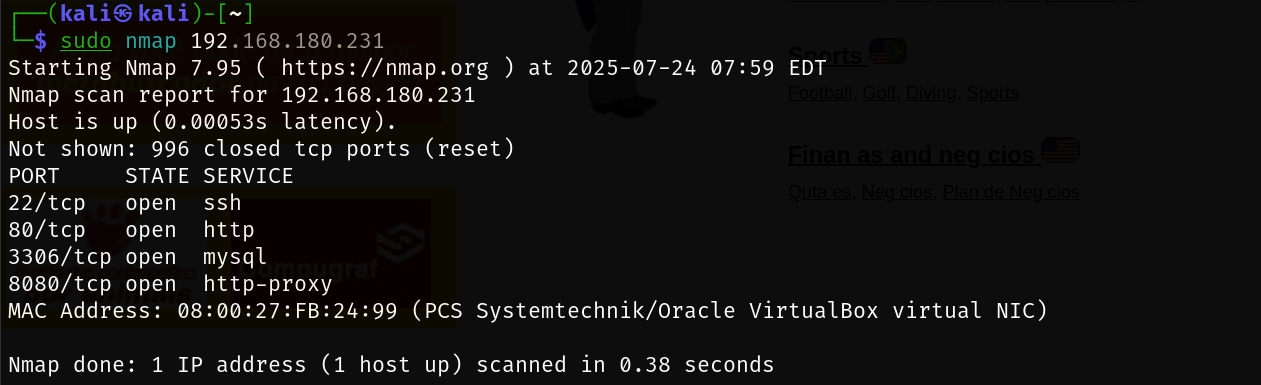 ┌──(kali㉿kali)-[~]
└─$ sudo nmap 192.168.180.231
Starting Nmap 7.95 ( https://nmap.org ) at 2025-07-24 07:59 EDT
Nmap scan report for 192.168.180.231
Host is up (0.00053s latency).
Not shown: 996 closed tcp ports (reset)
PORT     STATE SERVICE
22/tcp   open  ssh
80/tcp   open  http
3306/tcp open  mysql
8080/tcp open  http-proxy
MAC Address: 08:00:27:FB:24:99 (PCS Systemtechnik/Oracle VirtualBox virtual NIC)
Nmap done: 1 IP address (1 host up) scanned in 0.38 seconds
Sports
Football, Golf, Diving, Sports
Finan as and neg cios
Quta es, Neg cios, Plan de Neg cios
Compugraf